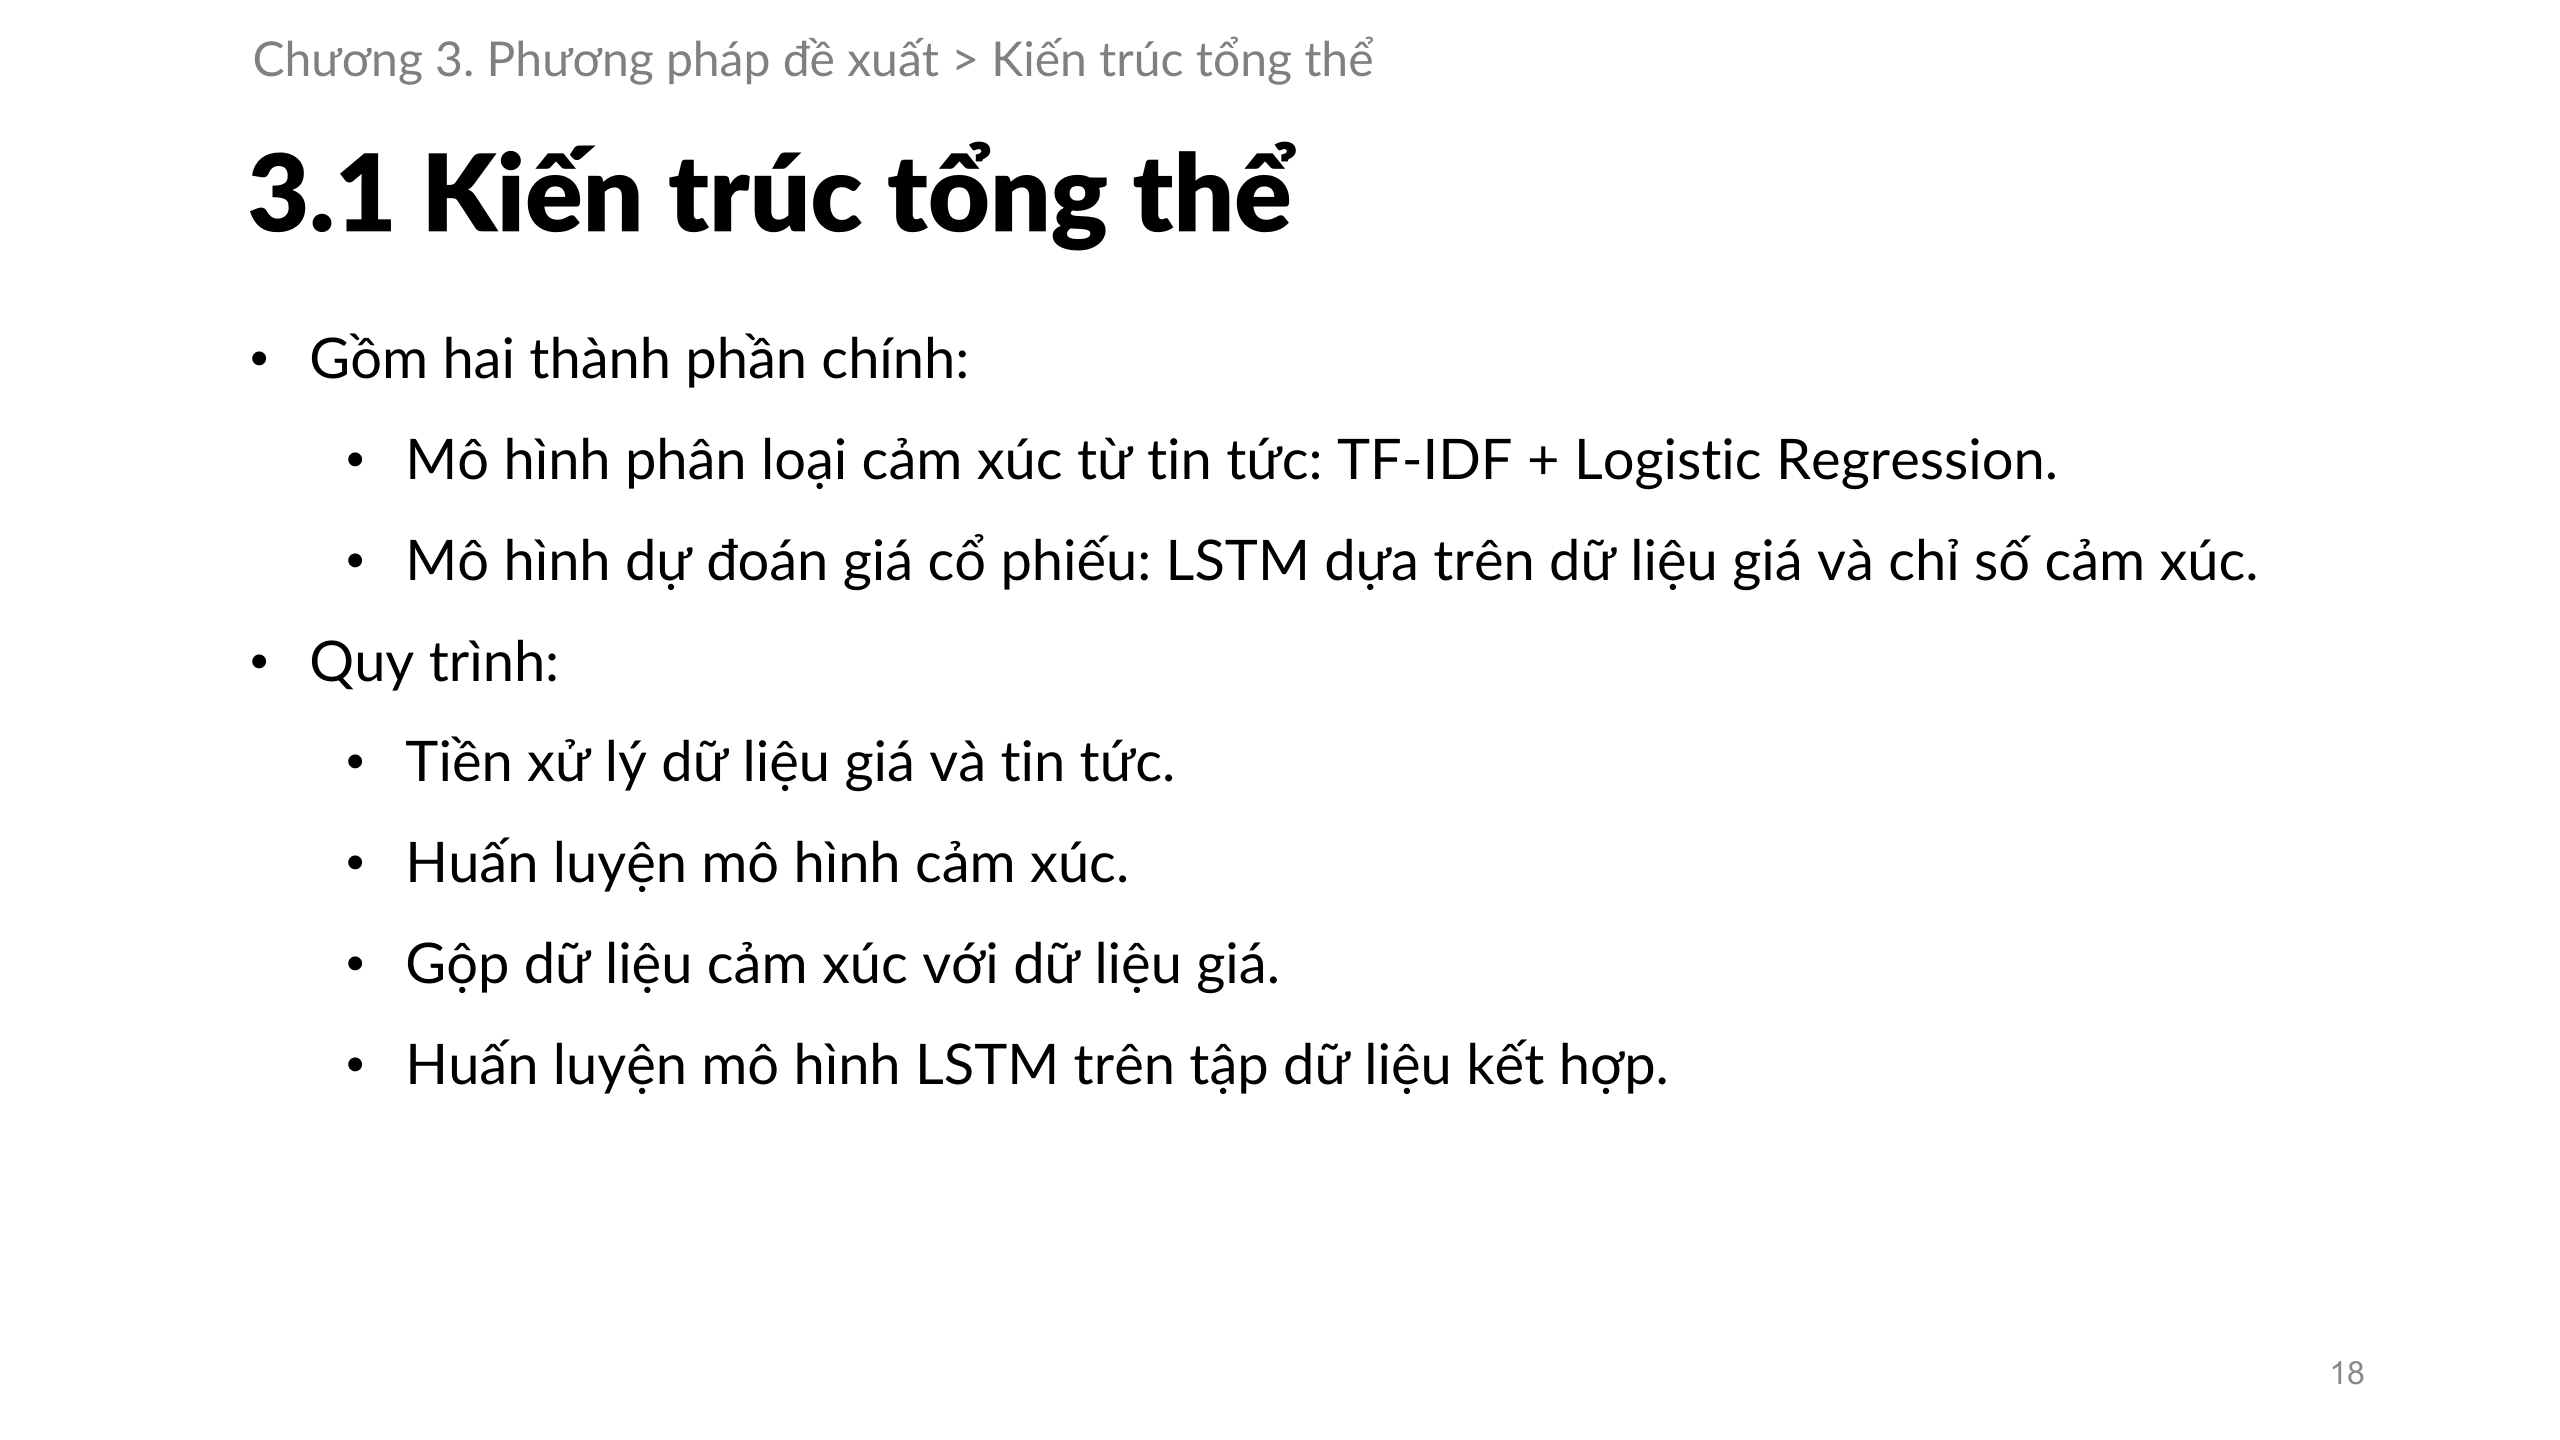 Chương 3. Phương pháp đề xuất > Kiến trúc tổng thể
3.1 Kiến trúc tổng thể
• Gồm hai thành phần chính:
• Mô hình phân loại cảm xúc từ tin tức: TF-IDF + Logistic Regression.
• Mô hình dự đoán giá cổ phiếu: LSTM dựa trên dữ liệu giá và chỉ số cảm xúc.
• Quy trình:
• Tiền xử lý dữ liệu giá và tin tức.
• Huấn luyện mô hình cảm xúc.
• Gộp dữ liệu cảm xúc với dữ liệu giá.
• Huấn luyện mô hình LSTM trên tập dữ liệu kết hợp.
18